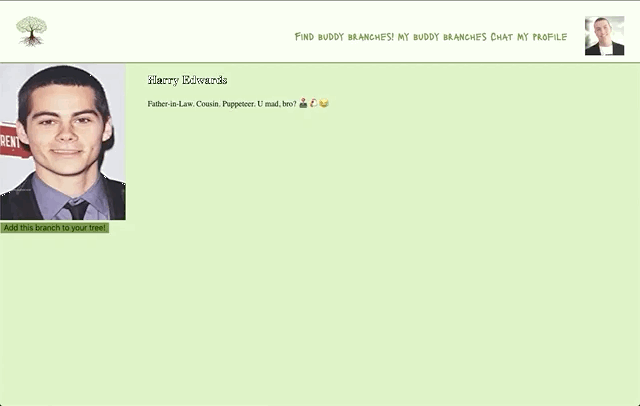 Find buddy branches! my buddy branches Chat my profile
Harry Edwards
Father-in-Law. Cousin. Puppeteer. U mad, bro? 🕹️🐔😂
RENT
Add this branch to your tree!